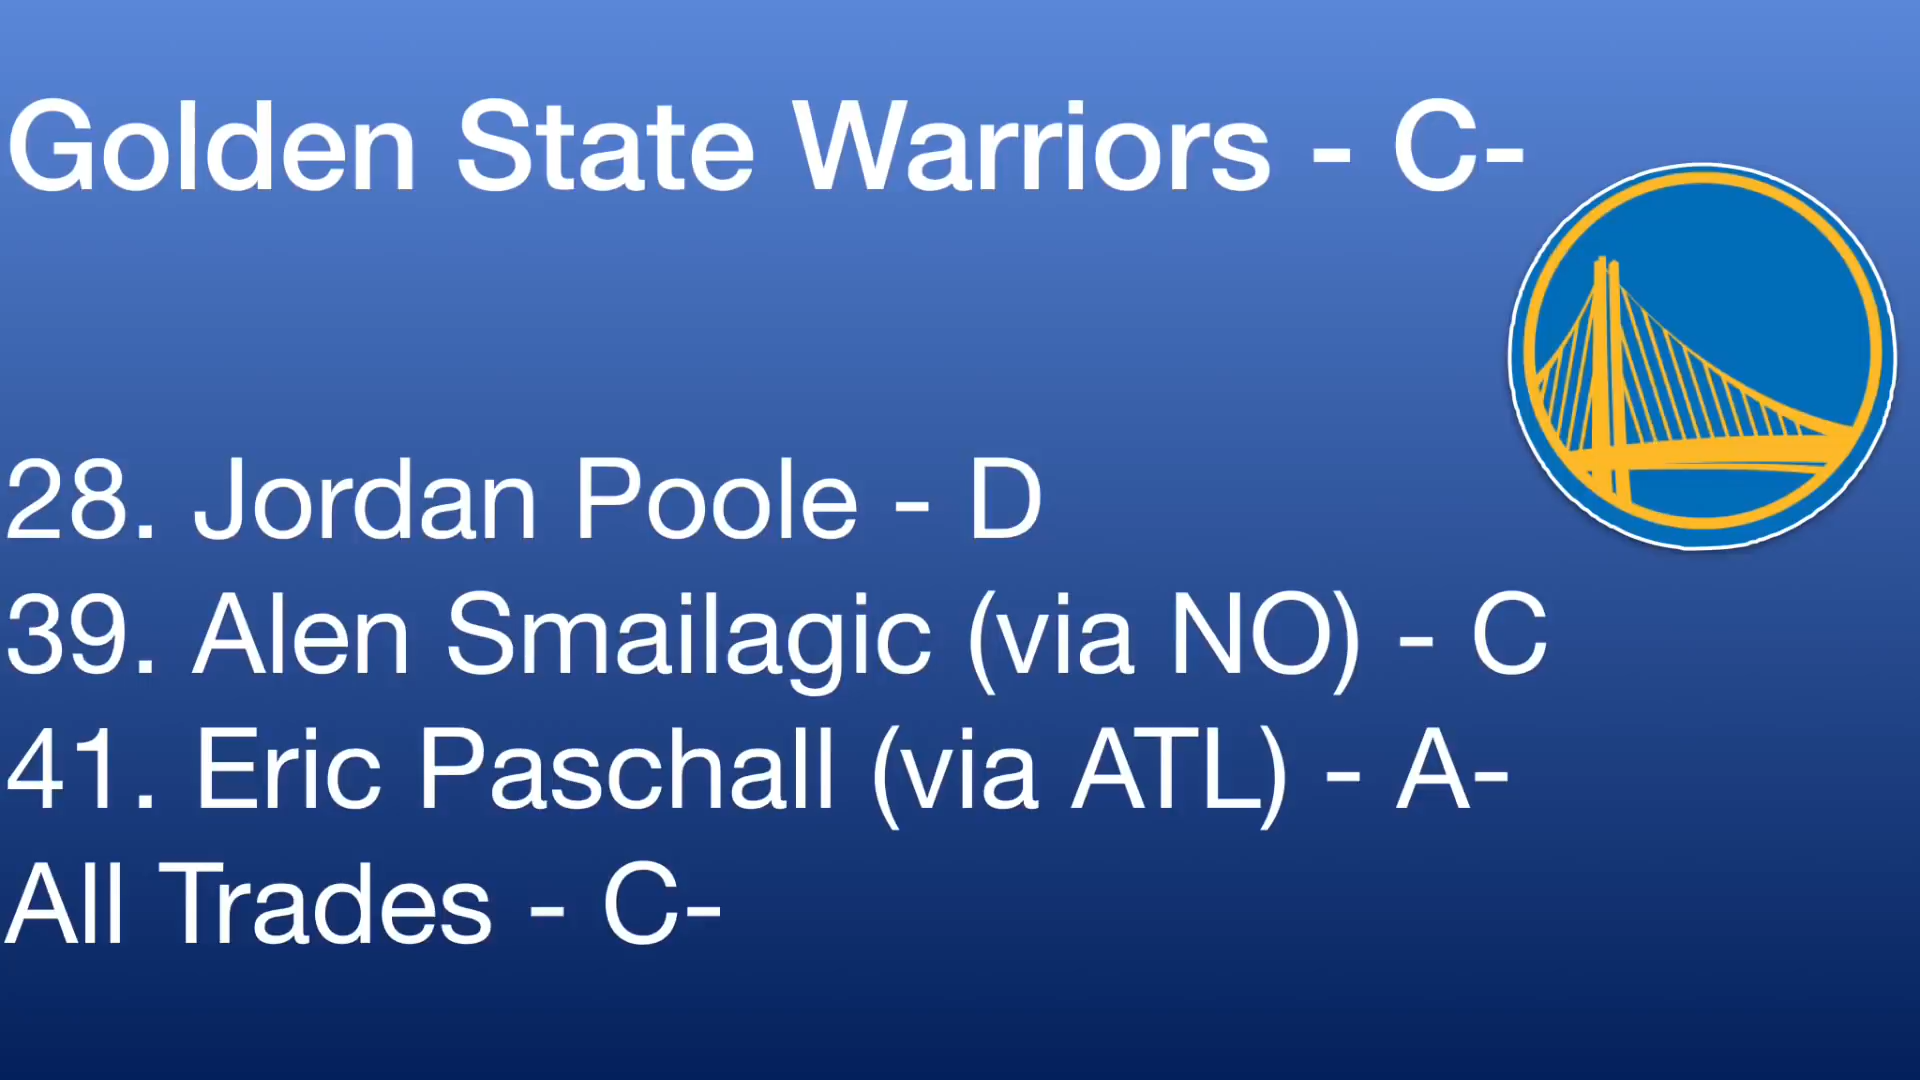 Golden State Warriors - C-
28. Jordan Poole - D
39. Alen Smailagic (via NO) - C
41. Eric Paschall (via ATL) - A-
All Trades - C-